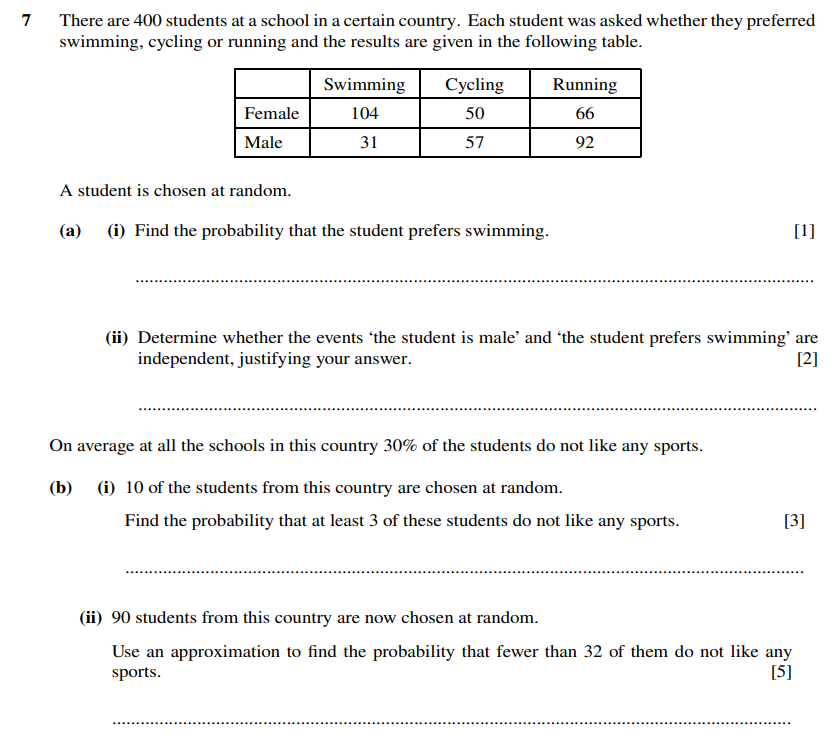 7 There are 400 students at a school in a certain country. Each student was asked whether they preferred
swimming, cycling or running and the results are given in the following table.
Swimming Cycling Running
Female 104 50 66
Male 31 57 92
A student is chosen at random.
(a) (i) Find the probability that the student prefers swimming. [1]
(ii) Determine whether the events ‘the student is male’ and ‘the student prefers swimming’ are
independent, justifying your answer. [2]
On average at all the schools in this country 30% of the students do not like any sports.
(b) (i) 10 of the students from this country are chosen at random.
Find the probability that at least 3 of these students do not like any sports. [3]
(ii) 90 students from this country are now chosen at random.
Use an approximation to find the probability that fewer than 32 of them do not like any
sports. [5]